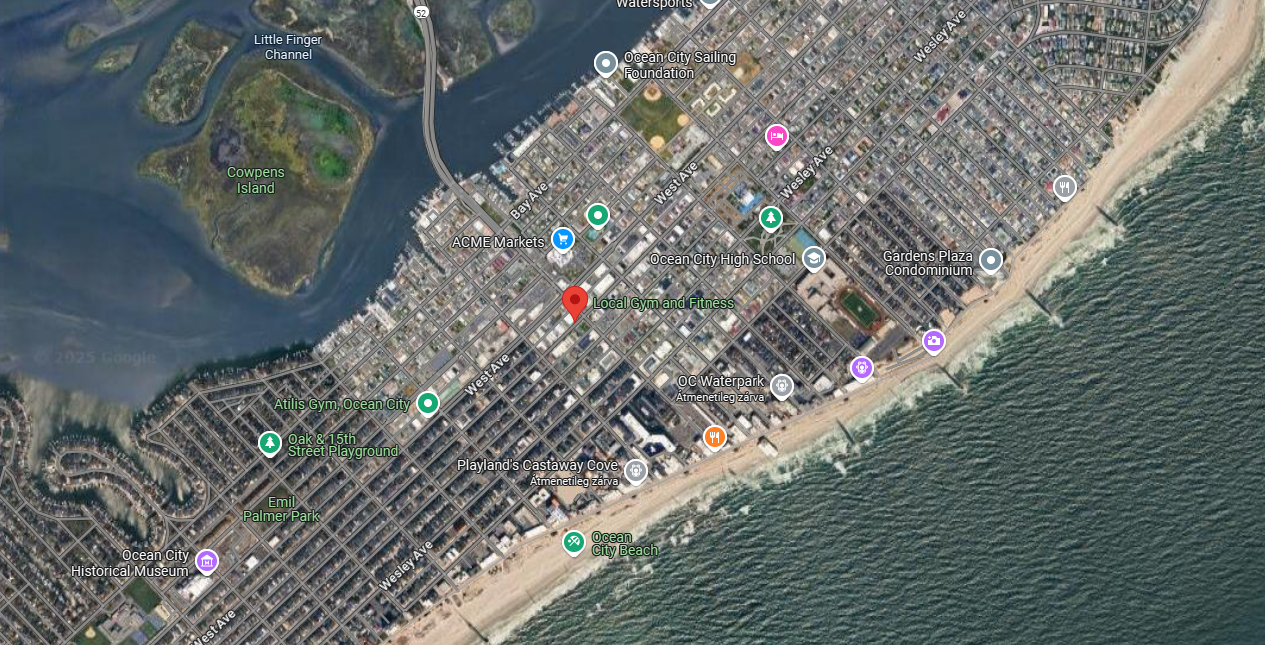 Watersports
52
Little Finger
Channel
Ocean City Sailing
Foundation
Wesley Ave
Cowpens
Island
Bay Ave
West Ave
Wesley Ave
ACME Markets
Ocean City High School
Gardens Plaza
Condominium
Local Gym and Fitness
© 2025 Google
West Ave
OC Waterpark
Átmenetileg zárva
Atilis Gym, Ocean City
Oak & 15th
Street Playground
Playland's Castaway Cove
Átmenetileg zárva
Emil
Palmer Park
Ocean
City Beach
Ocean City
Historical Museum
Wesley Ave
West Ave